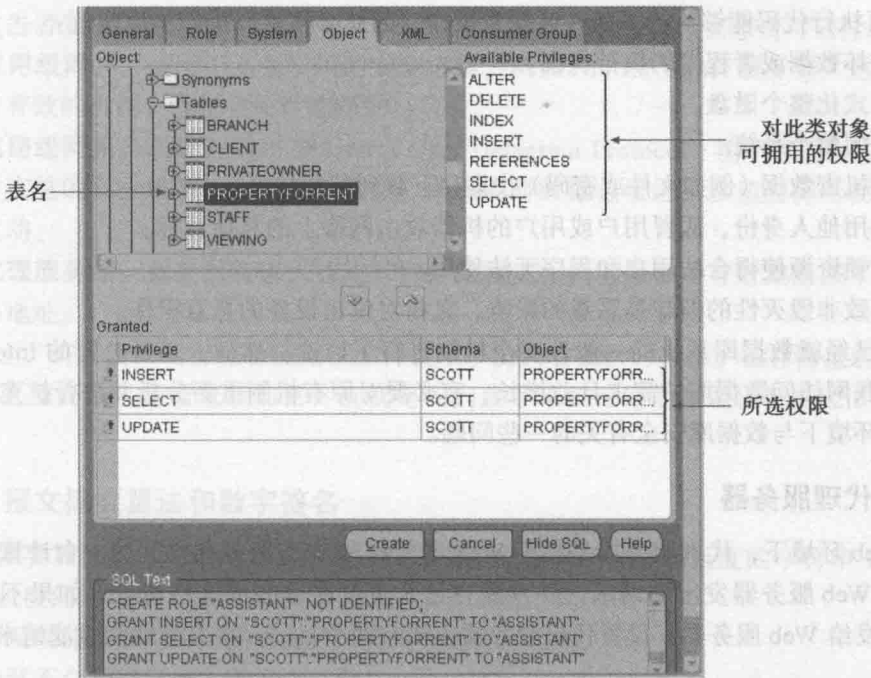 General Role System Object XML Consumer Group
Object:
Available Privileges:
Synonyms
Tables
BRANCH
CLIENT
PRIVATEOWNER
PROPERTYFORRENT
STAFF
VIEWING
ALTER
DELETE
INDEX
INSERT
REFERENCES
SELECT
UPDATE
表名
对此类对象
可拥用的权限
Granted:
Privilege Schema Object
INSERT SCOTT PROPERTYFORR...
SELECT SCOTT PROPERTYFORR...
UPDATE SCOTT PROPERTYFORR...
所选权限
Create Cancel Hide SQL Help
SQL Text
CREATE ROLE "ASSISTANT" NOT IDENTIFIED;
GRANT INSERT ON "SCOTT"."PROPERTYFORRENT" TO "ASSISTANT"
GRANT SELECT ON "SCOTT"."PROPERTYFORRENT" TO "ASSISTANT"
GRANT UPDATE ON "SCOTT"."PROPERTYFORRENT" TO "ASSISTANT"